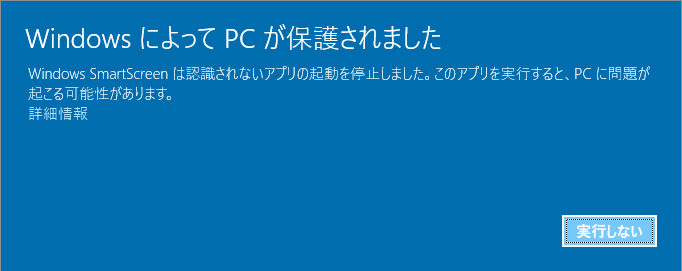 Windows によって PC が保護されました
Windows SmartScreen は認識されないアプリの起動を停止しました。このアプリを実行すると、PC に問題が
起こる可能性があります。
詳細情報
実行しない